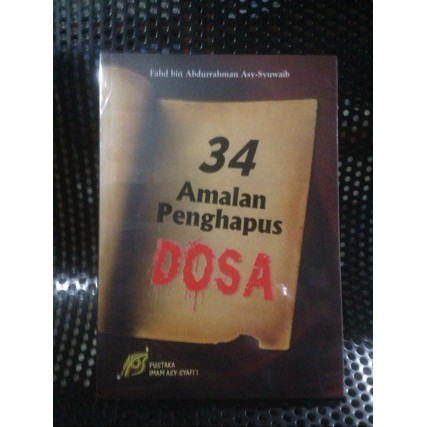 Fahd bin Abdurrahman Asy-Syuwaib
34
Amalan
Penghapus
DOSA
PUSTAKA
IMAM ASY-SYAFI'I